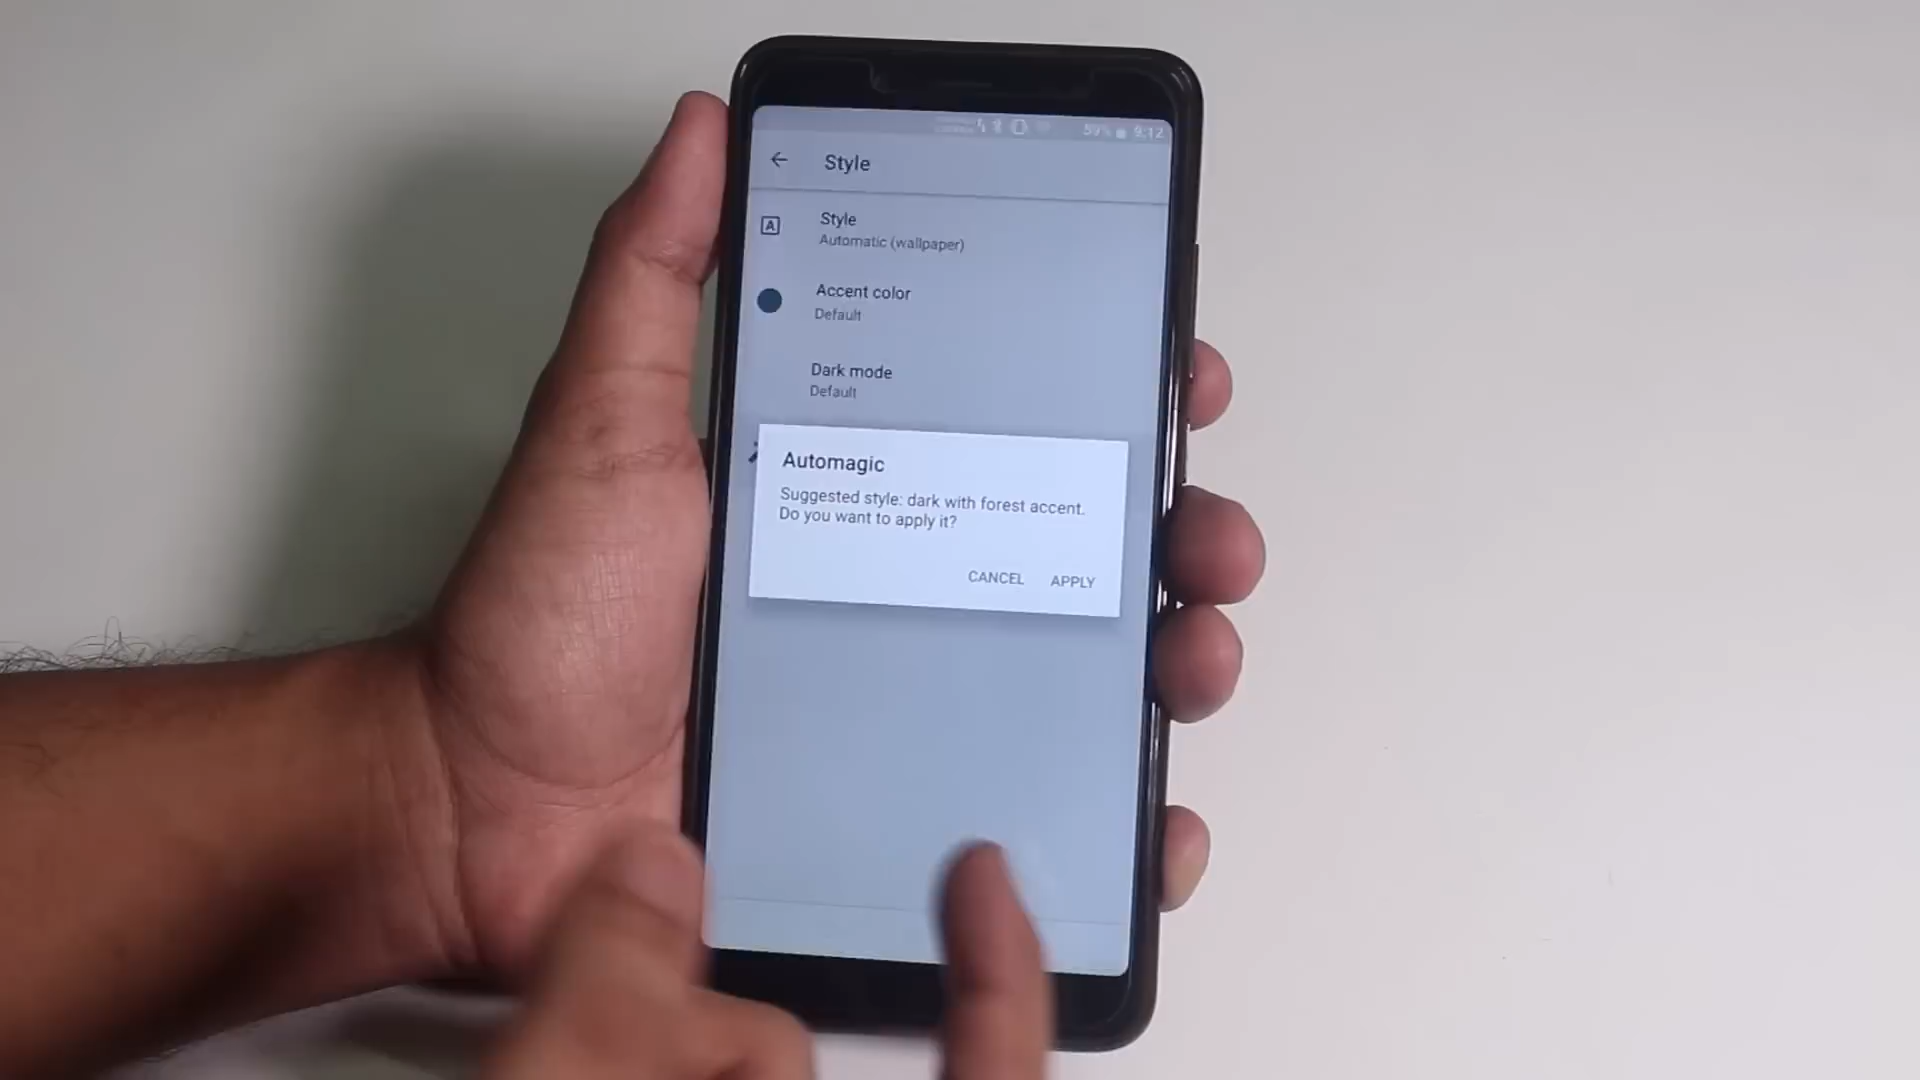 59% 9:12
Style
Style
Automatic (wallpaper)
Accent color
Default
Dark mode
Default
Automagic
Suggested style: dark with forest accent.
Do you want to apply it?
CANCEL APPLY